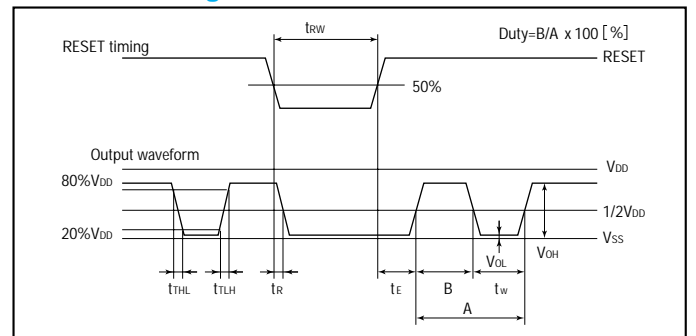 tRW
Duty=B/A x 100 [%]
RESET timing
RESET
50%
Output waveform
VDD
80%VDD
1/2VDD
20%VDD
VSS
VOL
VOH
tTHL
tTLH
tR
tE
B
tw
A